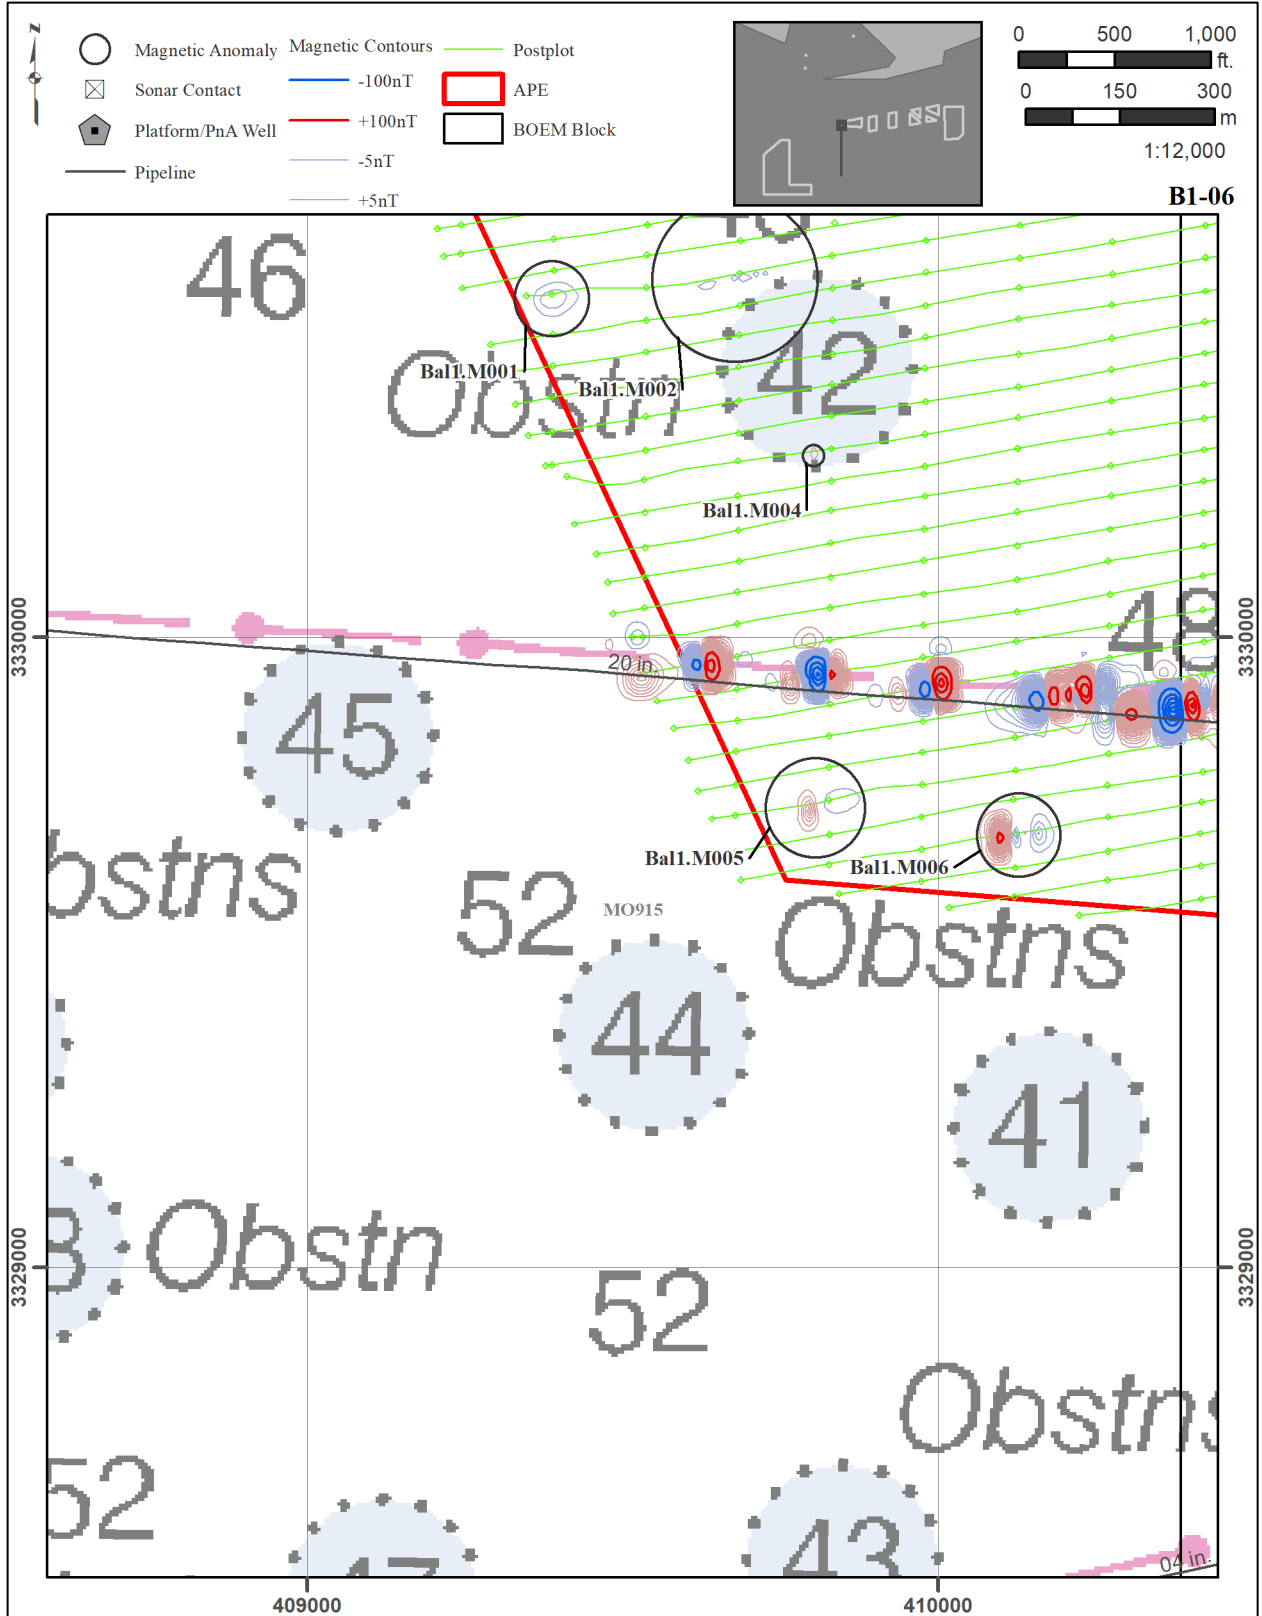 N
Magnetic Anomaly
Sonar Contact
Platform/PnA Well
Pipeline
Magnetic Contours
-100nT
+100nT
-5nT
+5nT
Postplot
APE
BOEM Block
0 500 1,000
ft.
0 150 300
m
1:12,000
B1-06
46
Bal1.M001
Obstn
Bal1.M002
42
Bal1.M004
3330000
3330000
48
20 in.
45
Bal1.M005
Bal1.M006
bstns
52
MO915
Obstns
44
41
Obstn
3329000
3329000
52
Obstns
52
47
43
04 in.
409000
410000